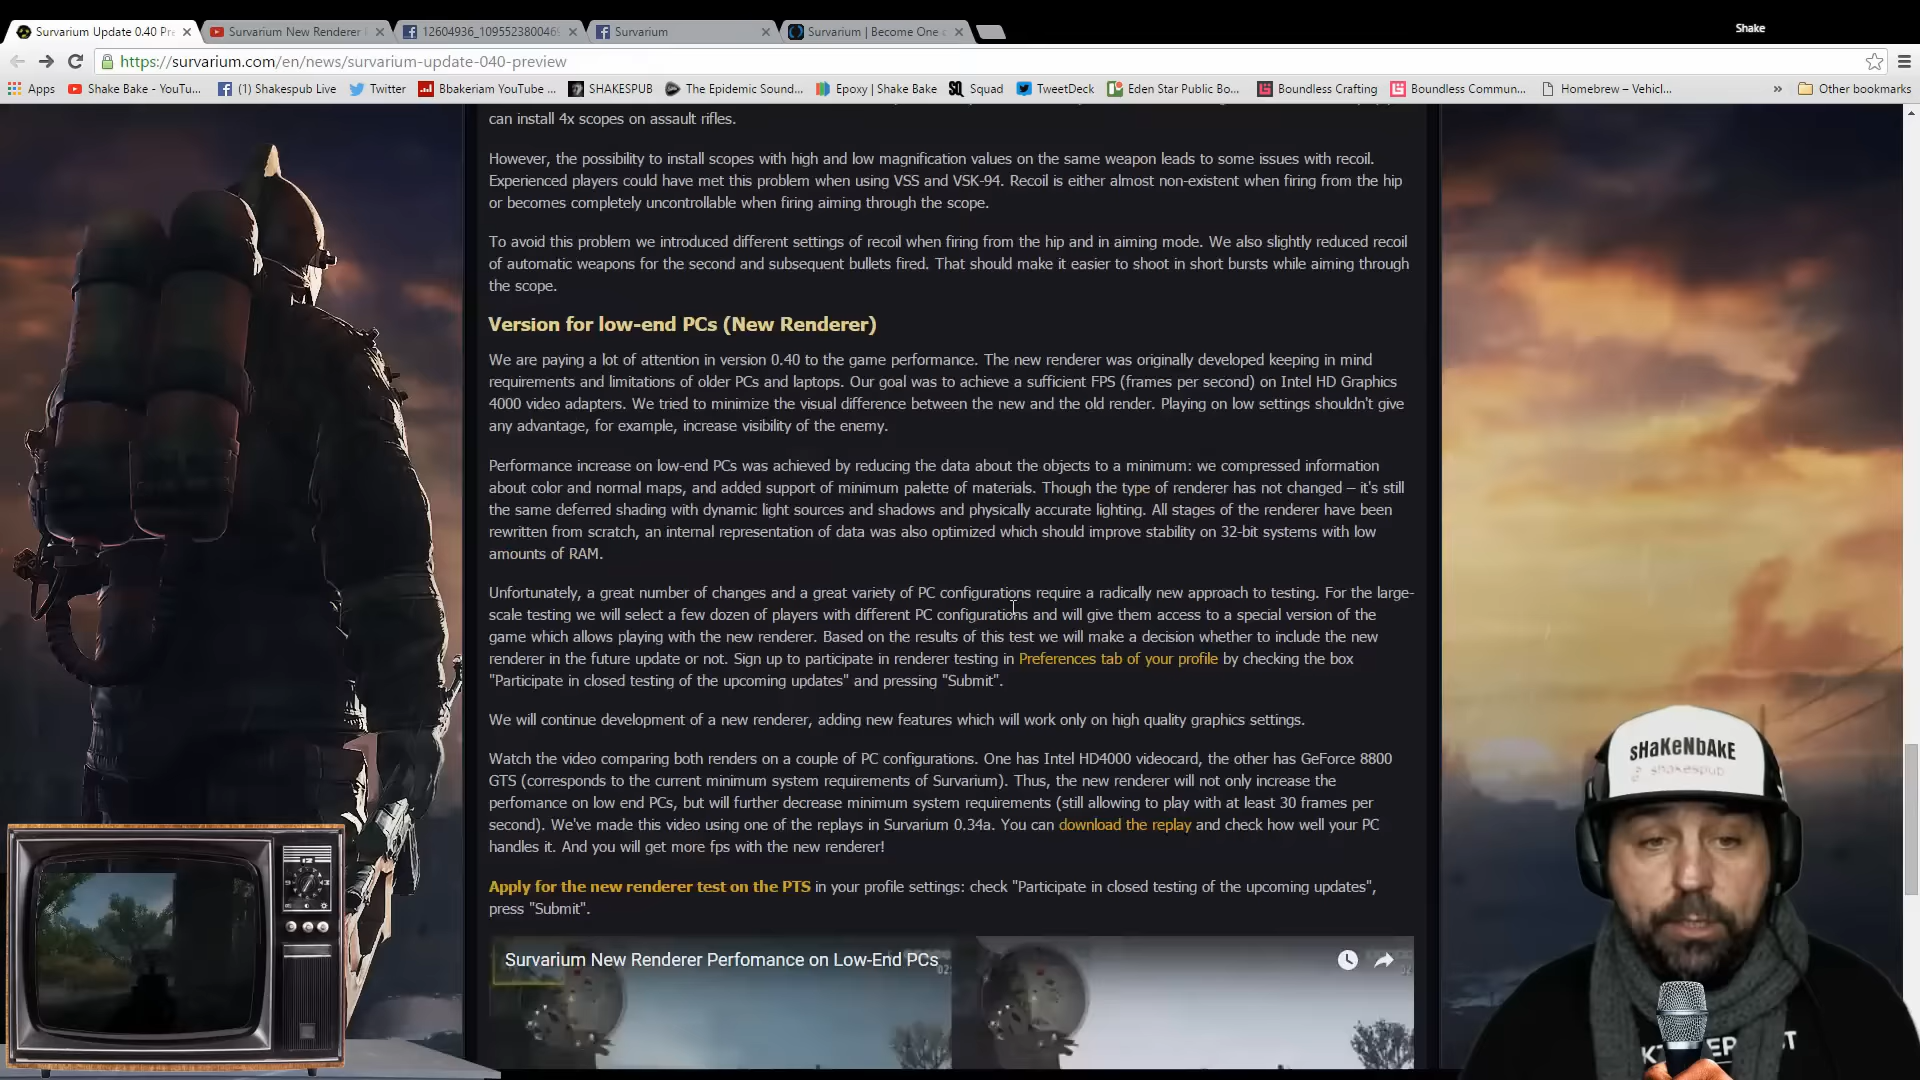 Shake
Survarium Update 0.40 Pre
Survarium New Renderer
12604936_1095523800469
Survarium
Survarium | Become One o
https://survarium.com/en/news/survarium-update-040-preview
Apps
Shake Bake - YouTu...
(1) Shakespub Live
Twitter
Bbakeriam YouTube ...
SHAKESPUB
The Epidemic Sound...
Epoxy | Shake Bake
Squad
TweetDeck
Eden Star Public Bo...
Boundless Crafting
Boundless Commun...
Homebrew – Vehicl...
»
Other bookmarks
can install 4x scopes on assault rifles.
However, the possibility to install scopes with high and low magnification values on the same weapon leads to some issues with recoil.
Experienced players could have met this problem when using VSS and VSK-94. Recoil is either almost non-existent when firing from the hip
or becomes completely uncontrollable when firing aiming through the scope.
To avoid this problem we introduced different settings of recoil when firing from the hip and in aiming mode. We also slightly reduced recoil
of automatic weapons for the second and subsequent bullets fired. That should make it easier to shoot in short bursts while aiming through
the scope.
Version for low-end PCs (New Renderer)
We are paying a lot of attention in version 0.40 to the game performance. The new renderer was originally developed keeping in mind
requirements and limitations of older PCs and laptops. Our goal was to achieve a sufficient FPS (frames per second) on Intel HD Graphics
4000 video adapters. We tried to minimize the visual difference between the new and the old render. Playing on low settings shouldn't give
any advantage, for example, increase visibility of the enemy.
Performance increase on low-end PCs was achieved by reducing the data about the objects to a minimum: we compressed information
about color and normal maps, and added support of minimum palette of materials. Though the type of renderer has not changed – it's still
the same deferred shading with dynamic light sources and shadows and physically accurate lighting. All stages of the renderer have been
rewritten from scratch, an internal representation of data was also optimized which should improve stability on 32-bit systems with low
amounts of RAM.
Unfortunately, a great number of changes and a great variety of PC configurations require a radically new approach to testing. For the large-
scale testing we will select a few dozen of players with different PC configurations and will give them access to a special version of the
game which allows playing with the new renderer. Based on the results of this test we will make a decision whether to include the new
renderer in the future update or not. Sign up to participate in renderer testing in Preferences tab of your profile by checking the box
"Participate in closed testing of the upcoming updates" and pressing "Submit".
We will continue development of a new renderer, adding new features which will work only on high quality graphics settings.
Watch the video comparing both renders on a couple of PC configurations. One has Intel HD4000 videocard, the other has GeForce 8800
GTS (corresponds to the current minimum system requirements of Survarium). Thus, the new renderer will not only increase the
perfomance on low end PCs, but will further decrease minimum system requirements (still allowing to play with at least 30 frames per
second). We've made this video using one of the replays in Survarium 0.34a. You can download the replay and check how well your PC
handles it. And you will get more fps with the new renderer!
Apply for the new renderer test on the PTS in your profile settings: check "Participate in closed testing of the upcoming updates",
press "Submit".
Survarium New Renderer Perfomance on Low-End PCs
sHaKeNbAKe
shakespub